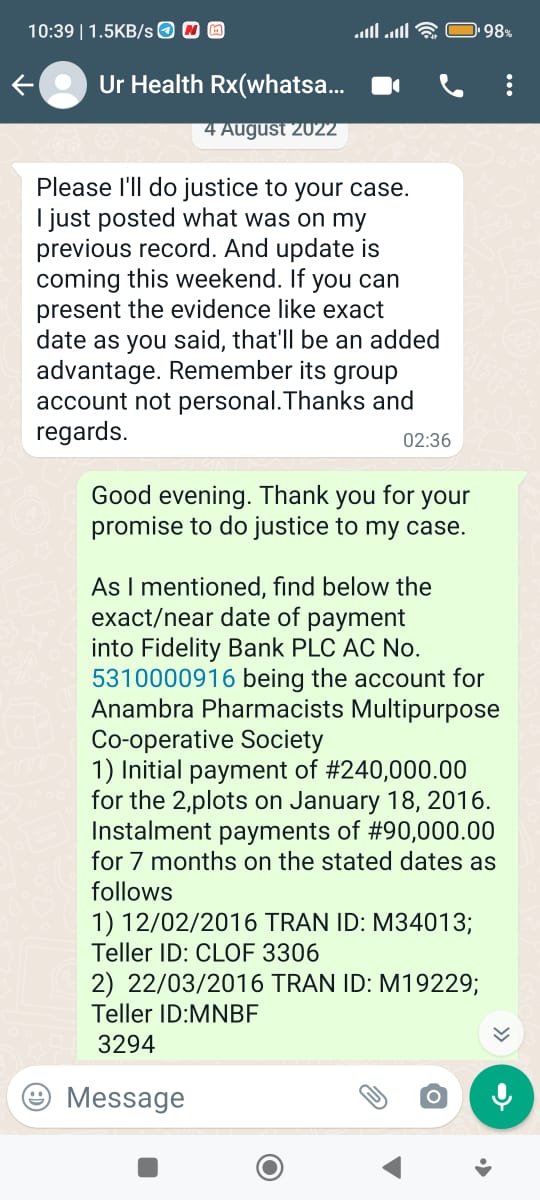 10:39 | 1.5KB/s
98%
Ur Health Rx(whatsa...
4 August 2022
Please I'll do justice to your case.
I just posted what was on my
previous record. And update is
coming this weekend. If you can
present the evidence like exact
date as you said, that'll be an added
advantage. Remember its group
account not personal.Thanks and
regards.
02:36
Good evening. Thank you for your
promise to do justice to my case.
As I mentioned, find below the
exact/near date of payment
into Fidelity Bank PLC AC No.
5310000916 being the account for
Anambra Pharmacists Multipurpose
Co-operative Society
1) Initial payment of #240,000.00
for the 2,plots on January 18, 2016.
Instalment payments of #90,000.00
for 7 months on the stated dates as
follows
1) 12/02/2016 TRAN ID: M34013;
Teller ID: CLOF 3306
2)  22/03/2016 TRAN ID: M19229;
Teller ID:MNBF
3294
Message